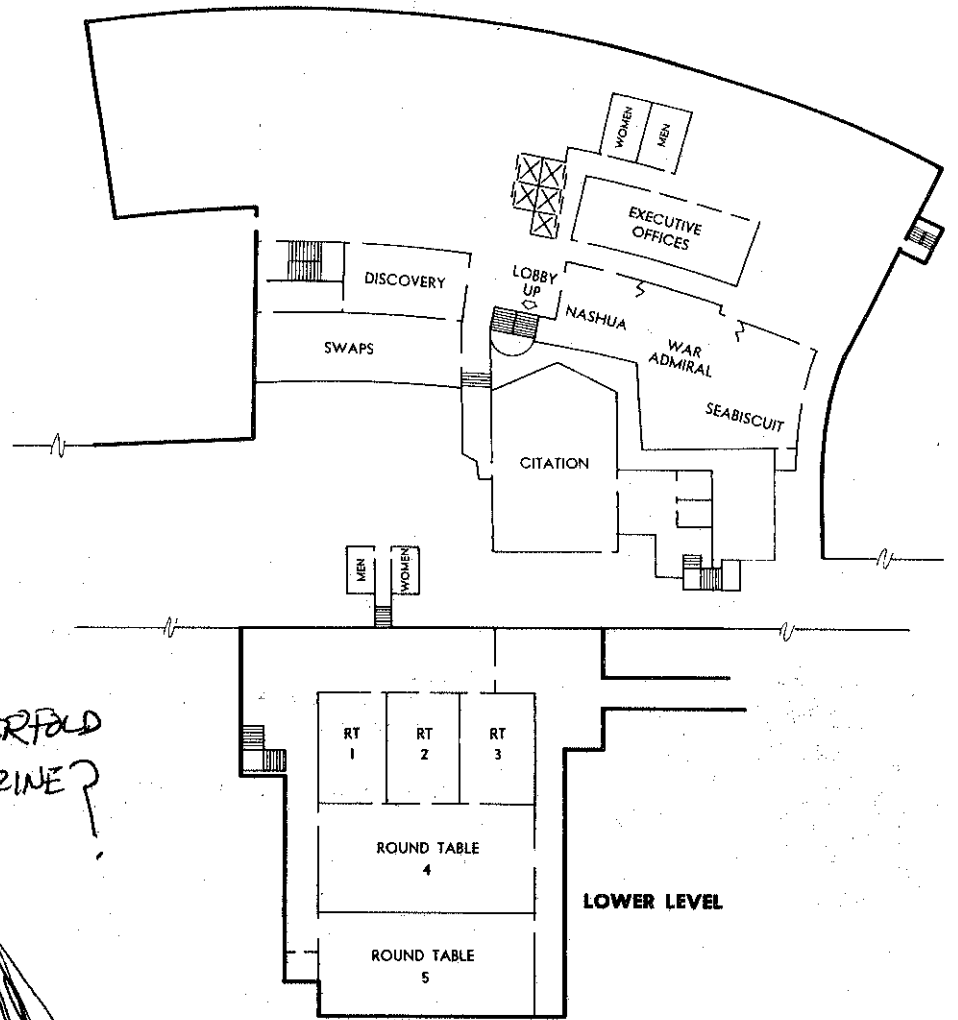 WOMEN
MEN
EXECUTIVE
OFFICES
DISCOVERY
LOBBY
UP
NASHUA
SWAPS
WAR
ADMIRAL
SEABISCUIT
CITATION
MEN
WOMEN
RT
1
RT
2
RT
3
ROUND TABLE
4
LOWER LEVEL
ROUND TABLE
5